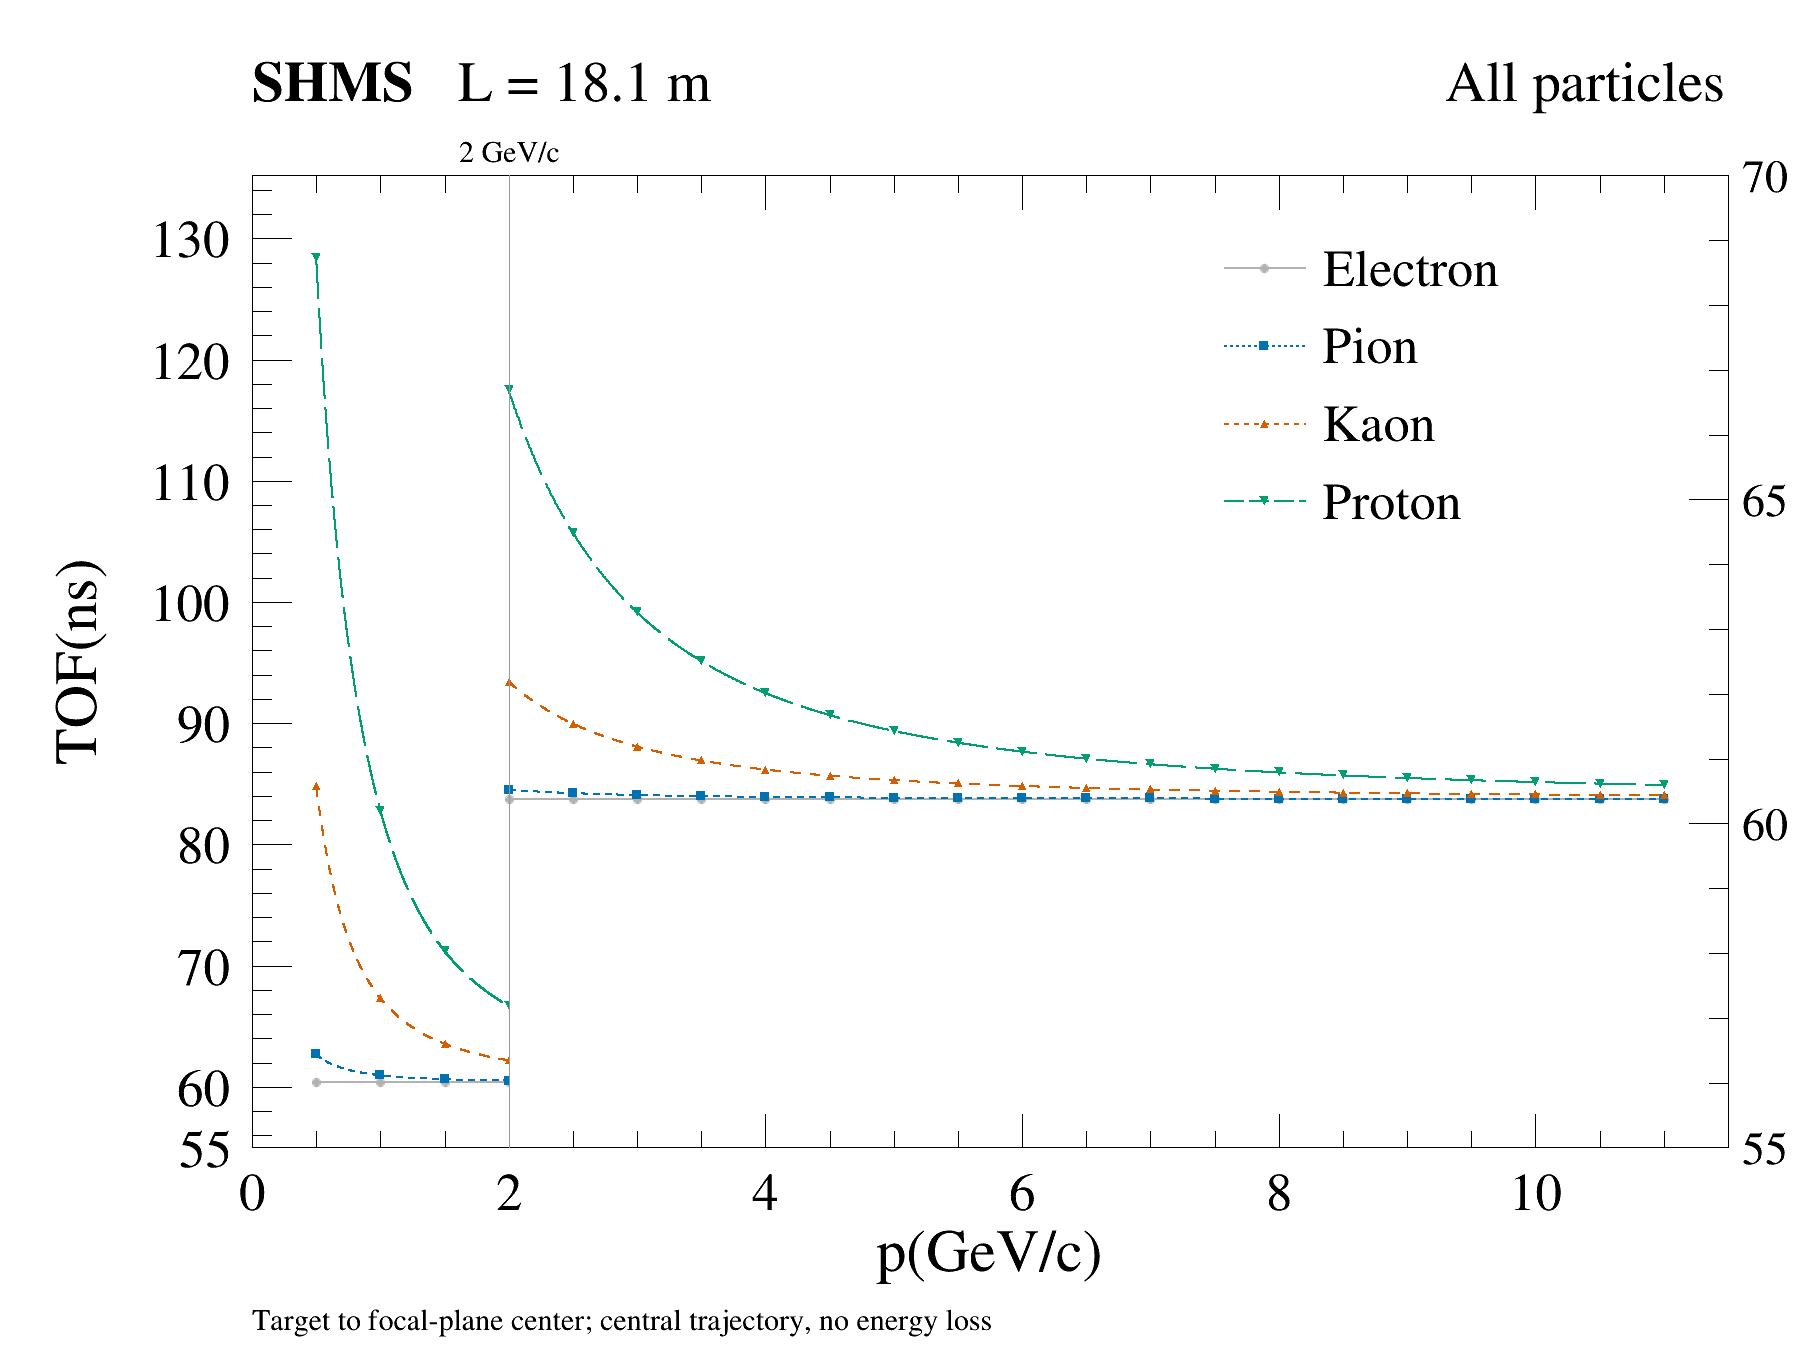 SHMS L = 18.1 m
All particles
2 GeV/c
70
130
Electron
120
Pion
Kaon
110
65
Proton
100
TOF(ns)
90
80
60
70
60
55
55
0 2 4 6 8 10
p(GeV/c)
Target to focal-plane center; central trajectory, no energy loss